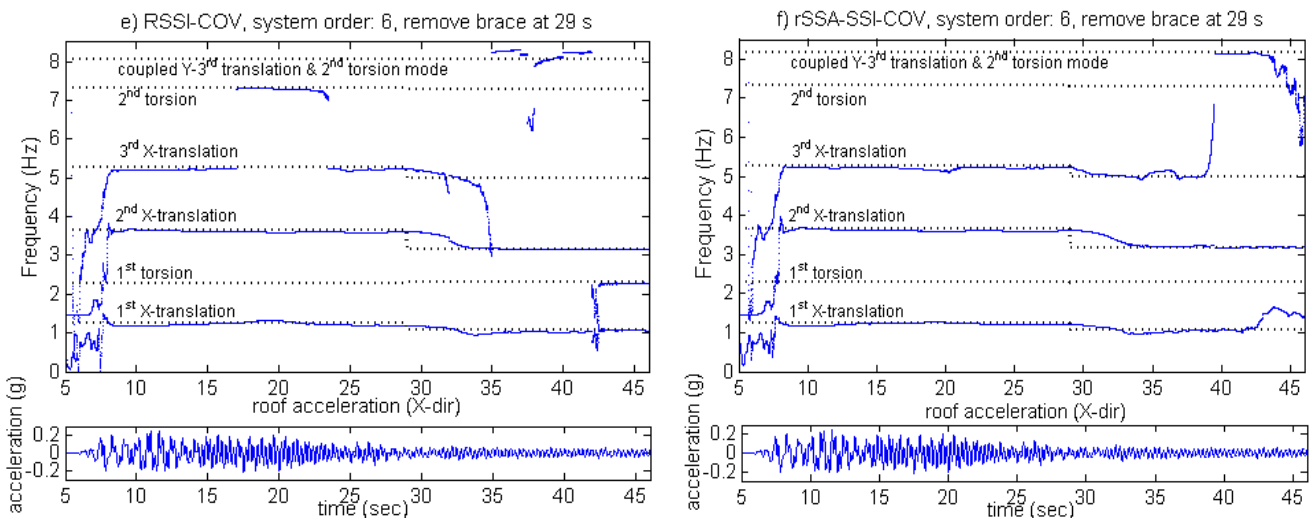 e) RSSI-COV, system order: 6, remove brace at 29 s
8
7
6
5
4
3
2
1
0
Frequency (Hz)
coupled Y-3rd translation & 2nd torsion mode
2nd torsion
3rd X-translation
2nd X-translation
1st torsion
1st X-translation
5 10 15 20 25 30 35 40 45
roof acceleration (X-dir)
acceleration (g)
0.2
0
-0.2
5 10 15 20 25 30 35 40 45
time (sec)
f) rSSA-SSI-COV, system order: 6, remove brace at 29 s
8
7
6
5
4
3
2
1
0
Frequency (Hz)
coupled Y-3rd translation & 2nd torsion mode
2nd torsion
3rd X-translation
2nd X-translation
1st torsion
1st X-translation
5 10 15 20 25 30 35 40 45
roof acceleration (X-dir)
acceleration (g)
0.2
0
-0.2
5 10 15 20 25 30 35 40 45
time (sec)